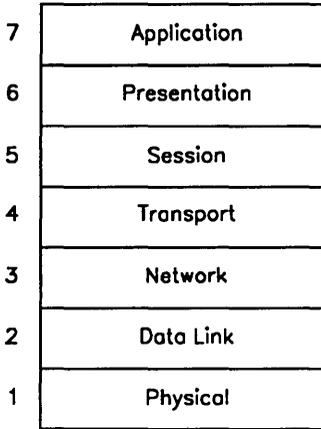 7 Application
6 Presentation
5 Session
4 Transport
3 Network
2 Data Link
1 Physical